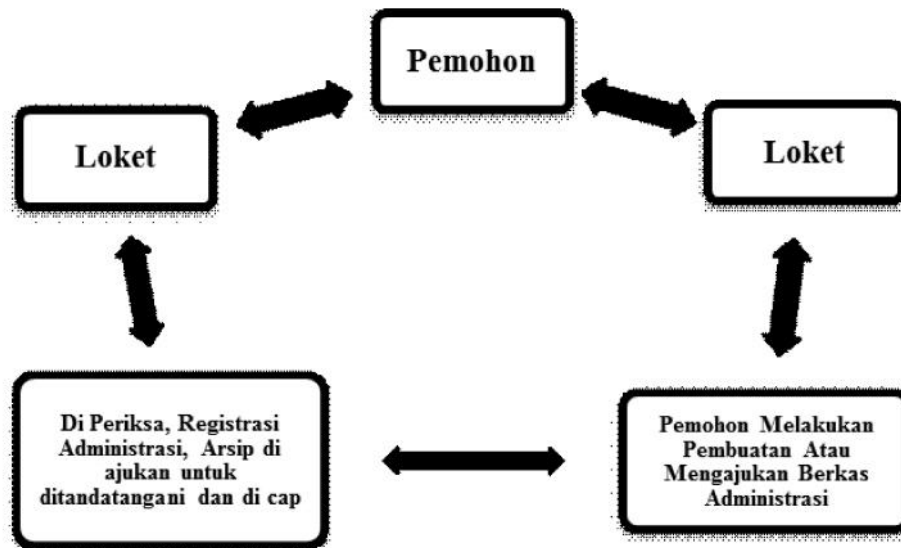 Pemohon
Loket
Loket
Di Periksa, Registrasi
Administrasi, Arsip di
ajukan untuk
ditandatangani dan di cap
Pemohon Melakukan
Pembuatan Atau
Mengajukan Berkas
Administrasi